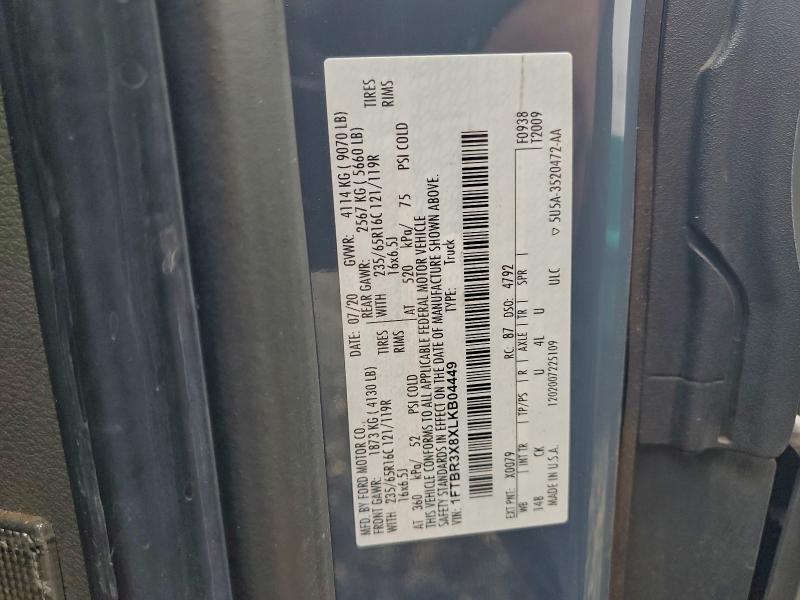 MFD. BY FORD MOTOR CO.
DATE: 07/20 GVWR: 4114 KG ( 9070 LB)
FRONT GAWR: 1873 KG ( 4130 LB) REAR GAWR: 2567 KG ( 5660 LB)
WITH 235/65R16C 121/119R TIRES WITH 235/65R16C 121/119R TIRES
16x6.5J RIMS 16x6.5J RIMS
AT 360 kPa/ 52 PSI COLD AT 520 kPa/ 75 PSI COLD
THIS VEHICLE CONFORMS TO ALL APPLICABLE FEDERAL MOTOR VEHICLE
SAFETY STANDARDS IN EFFECT ON THE DATE OF MANUFACTURE SHOWN ABOVE.
VIN: 1FTBR3X8XLKB04449 TYPE: Truck
F0938
T2009
EXT PNT: X0079 RC: 87 DSO: 4792
WB INT TR TP/PS R AXLE TR SPR
14B CK U 4L U
MADE IN U.S.A. 1202007225109 ULC ▽ 5U5A-3520472-AA